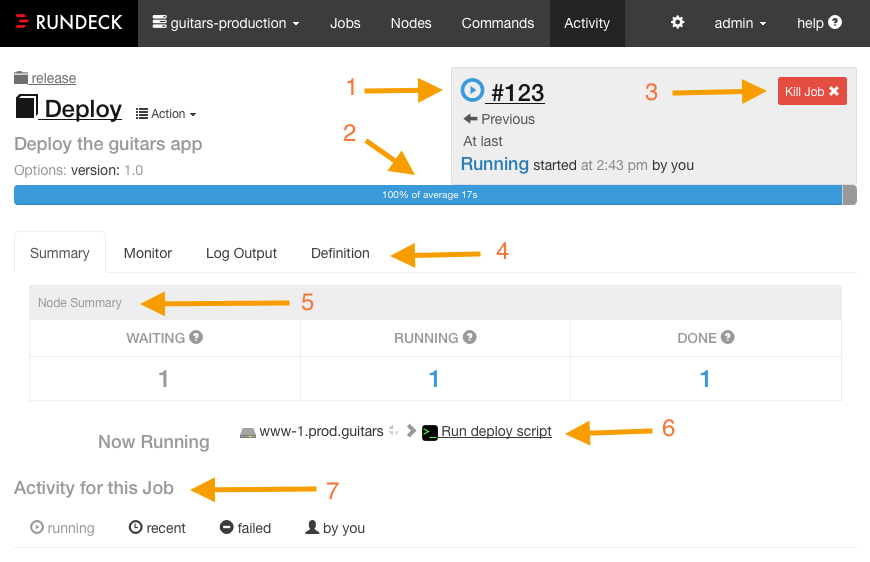 RUNDECK guitars-production Jobs Nodes Commands Activity admin help
release
Deploy Action
Deploy the guitars app
Options: version: 1.0
1 #123 3 Kill Job
Previous
2 At last
Running started at 2:43 pm by you
100% of average 17s
Summary Monitor Log Output Definition 4
Node Summary 5
WAITING RUNNING DONE
1 1 1
Now Running www-1.prod.guitars >_ Run deploy script 6
Activity for this Job 7
running recent failed by you